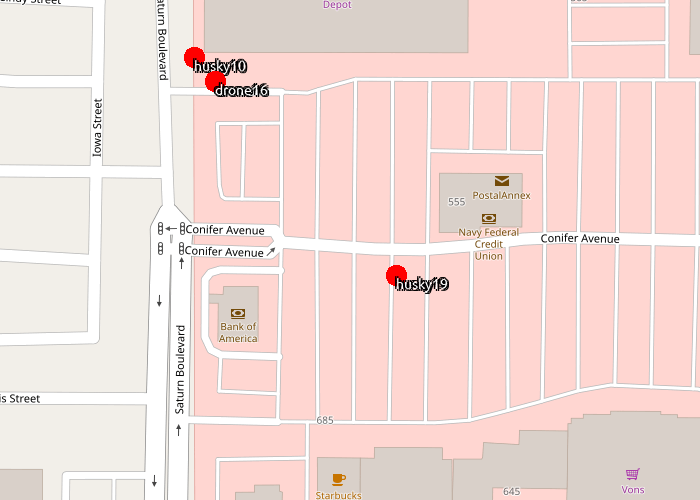 Depot
Saturn Boulevard
husky10
drone16
Iowa Street
555
PostalAnnex
Conifer Avenue
Navy Federal
Credit
Union
Conifer Avenue
Conifer Avenue
husky19
Bank of
America
Saturn Boulevard
is Street
685
Starbucks
645
Vons